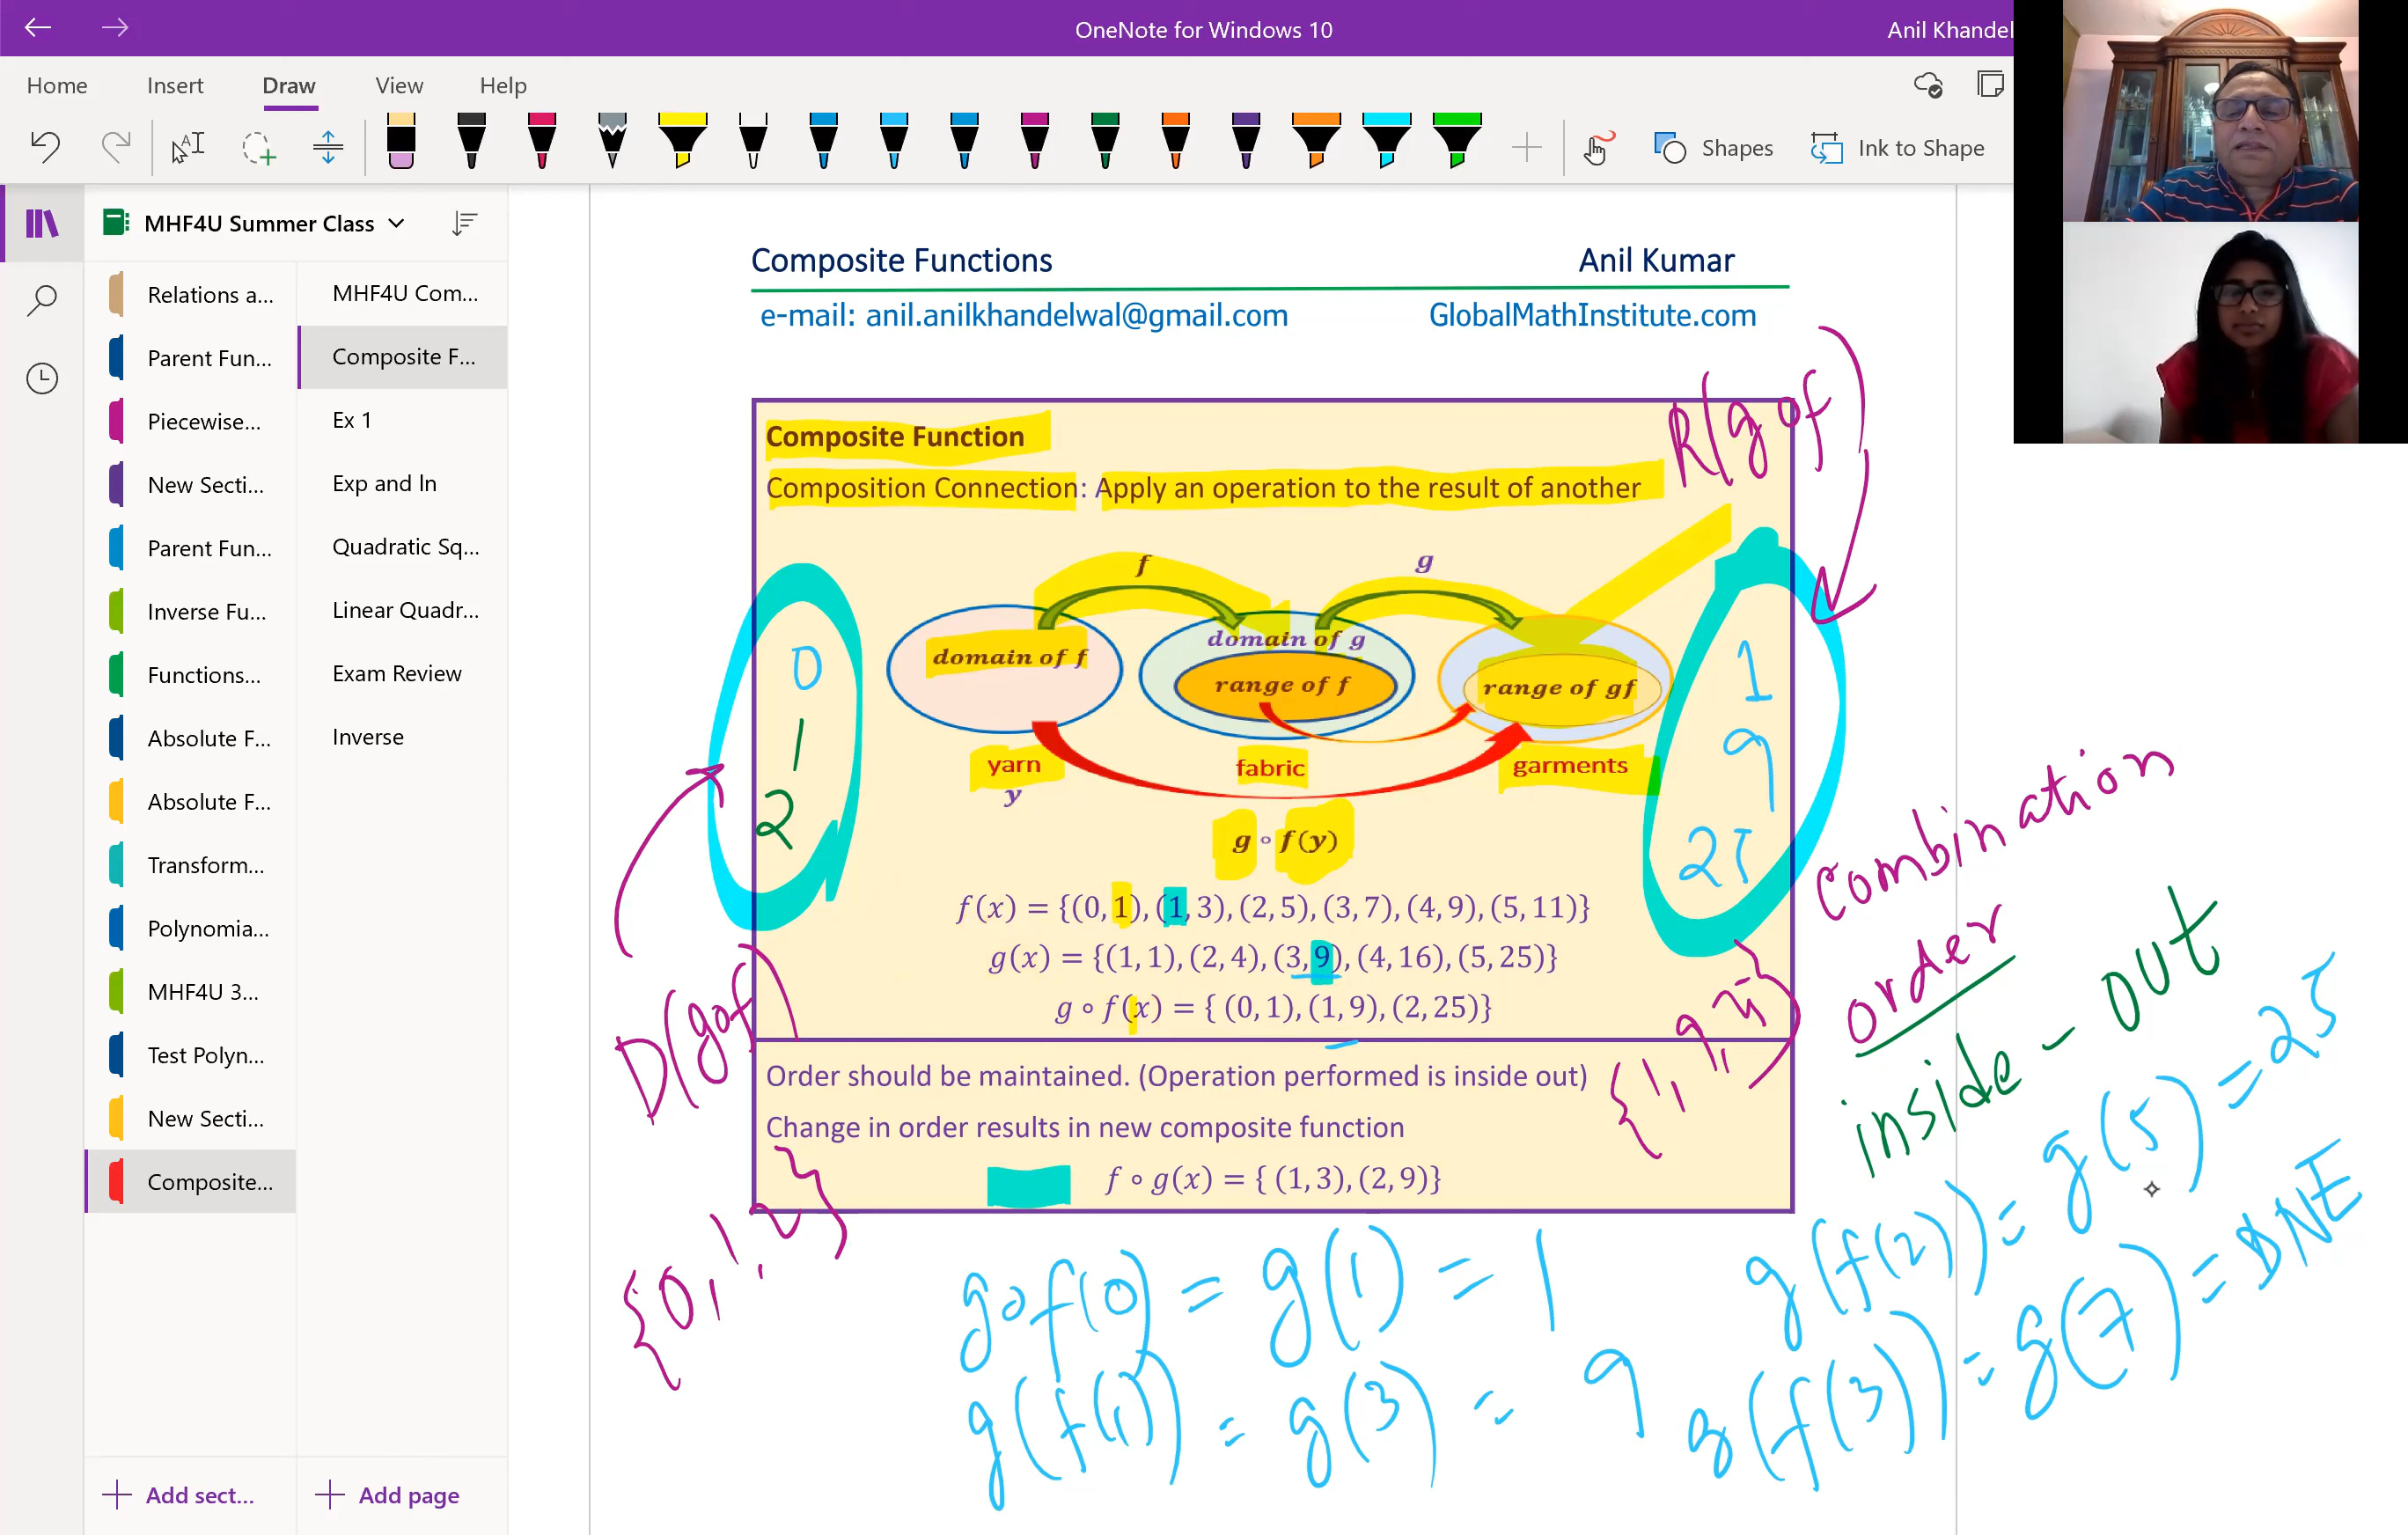 OneNote for Windows 10
Anil Khandel
Home Insert Draw View Help
Shapes
Ink to Shape
MHF4U Summer Class
Relations a...
Parent Fun...
Piecewise...
New Secti...
Parent Fun...
Inverse Fu...
Functions...
Absolute F...
Absolute F...
Transform...
Polynomia...
MHF4U 3...
Test Polyn...
New Secti...
Composite...
Add sect...
MHF4U Com...
Composite F...
Ex 1
Exp and In
Quadratic Sq...
Linear Quadr...
Exam Review
Inverse
Add page
Composite Functions Anil Kumar
e-mail: anil.anilkhandelwal@gmail.com GlobalMathInstitute.com
R(gof)
Composite Function
Composition Connection: Apply an operation to the result of another
f g
domain of f
domain of g
range of f
range of gf
yarn fabric garments
y
g ∘ f(y)
0
1
2
1
9
25
f(x) = {(0, 1), (1, 3), (2, 5), (3, 7), (4, 9), (5, 11)}
g(x) = {(1, 1), (2, 4), (3, 9), (4, 16), (5, 25)}
g ∘ f(x) = { (0, 1), (1, 9), (2, 25)}
D(gof)
{0, 1, 2}
{1, 9, 25}
Order should be maintained. (Operation performed is inside out)
Change in order results in new composite function
f ∘ g(x) = { (1, 3), (2, 9)}
Combination
order
inside - out
gof(0) = g(1) = 1
g(f(1)) = g(3) = 9
g(f(2)) = g(5) = 25
g(f(3)) = g(7) = DNE